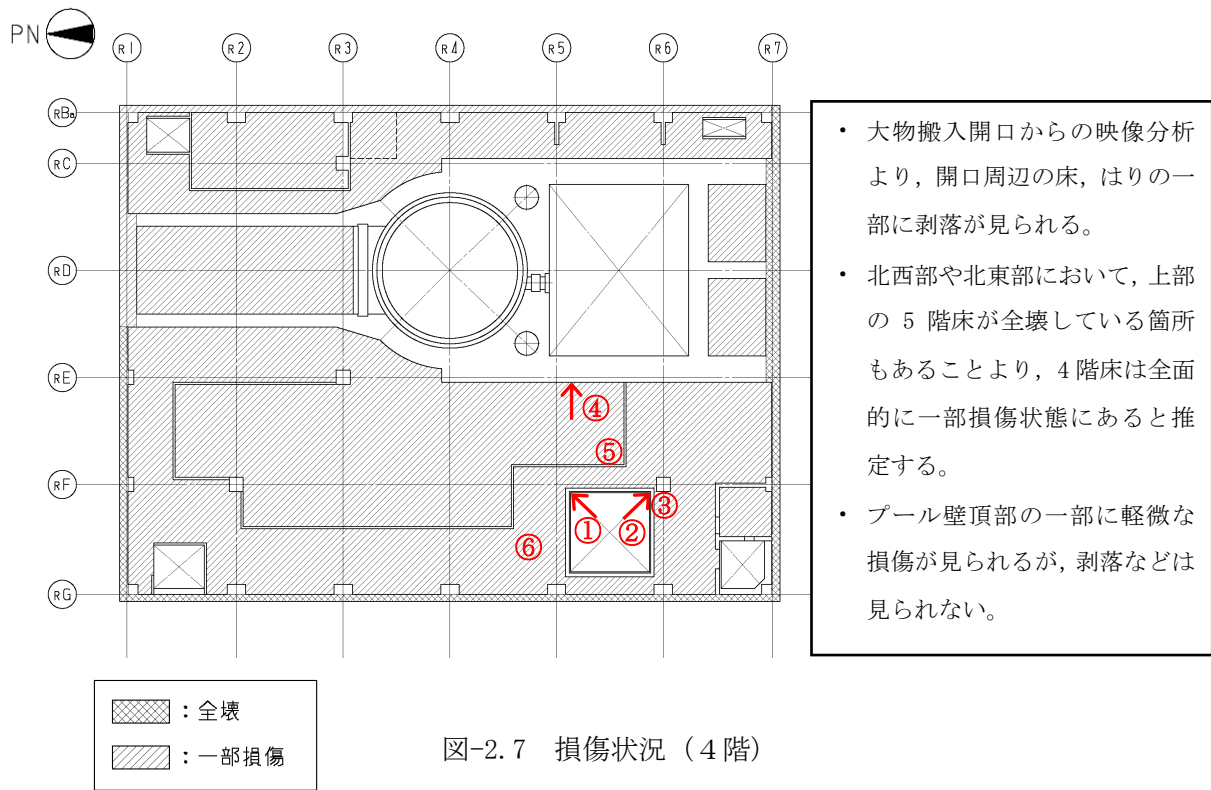 PN
R1 R2 R3 R4 R5 R6 R7
RBa
RC
RD
RE
RF
RG
④
⑤
③
① ②
⑥
・ 大物搬入開口からの映像分析
より，開口周辺の床，はりの一
部に剥落が見られる。
・ 北西部や北東部において，上部
の 5 階床が全壊している箇所
もあることより，4 階床は全面
的に一部損傷状態にあると推
定する。
・ プール壁頂部の一部に軽微な
損傷が見られるが，剥落などは
見られない。
：全壊
：一部損傷
図-2.7 損傷状況（４階）